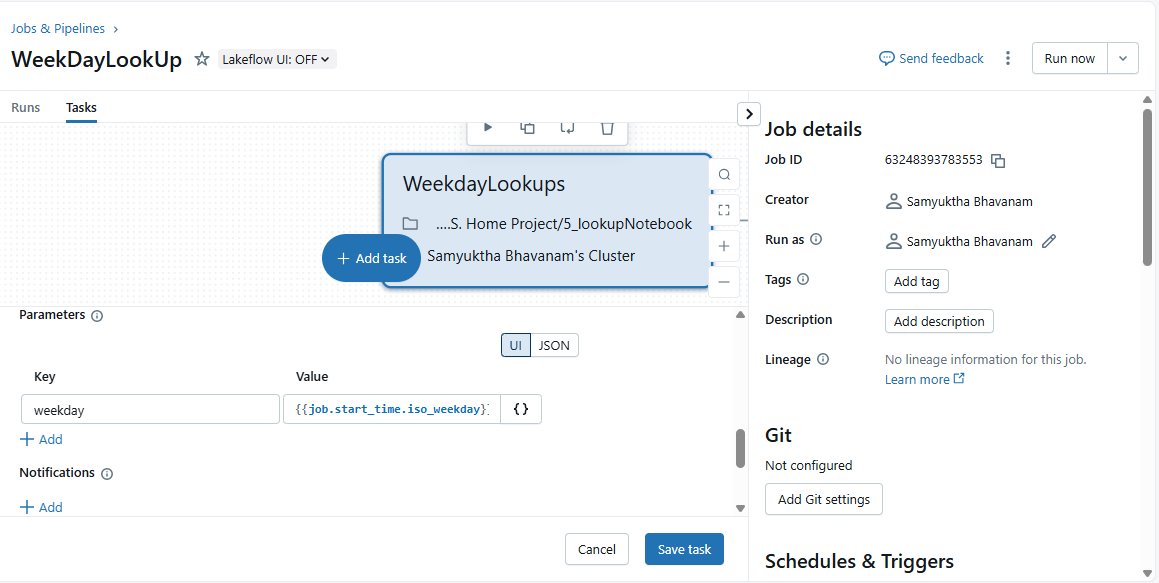 Jobs & Pipelines
WeekDayLookUp
Lakeflow UI: OFF
Send feedback
Run now
Runs
Tasks
WeekdayLookups
....S. Home Project/5_lookupNotebook
Samyuktha Bhavanam's Cluster
+ Add task
Parameters
UI
JSON
Key
Value
weekday
{{job.start_time.iso_weekday}}
{}
+ Add
Notifications
+ Add
Cancel
Save task
Job details
Job ID
63248393783553
Creator
Samyuktha Bhavanam
Run as
Samyuktha Bhavanam
Tags
Add tag
Description
Add description
Lineage
No lineage information for this job.
Learn more
Git
Not configured
Add Git settings
Schedules & Triggers